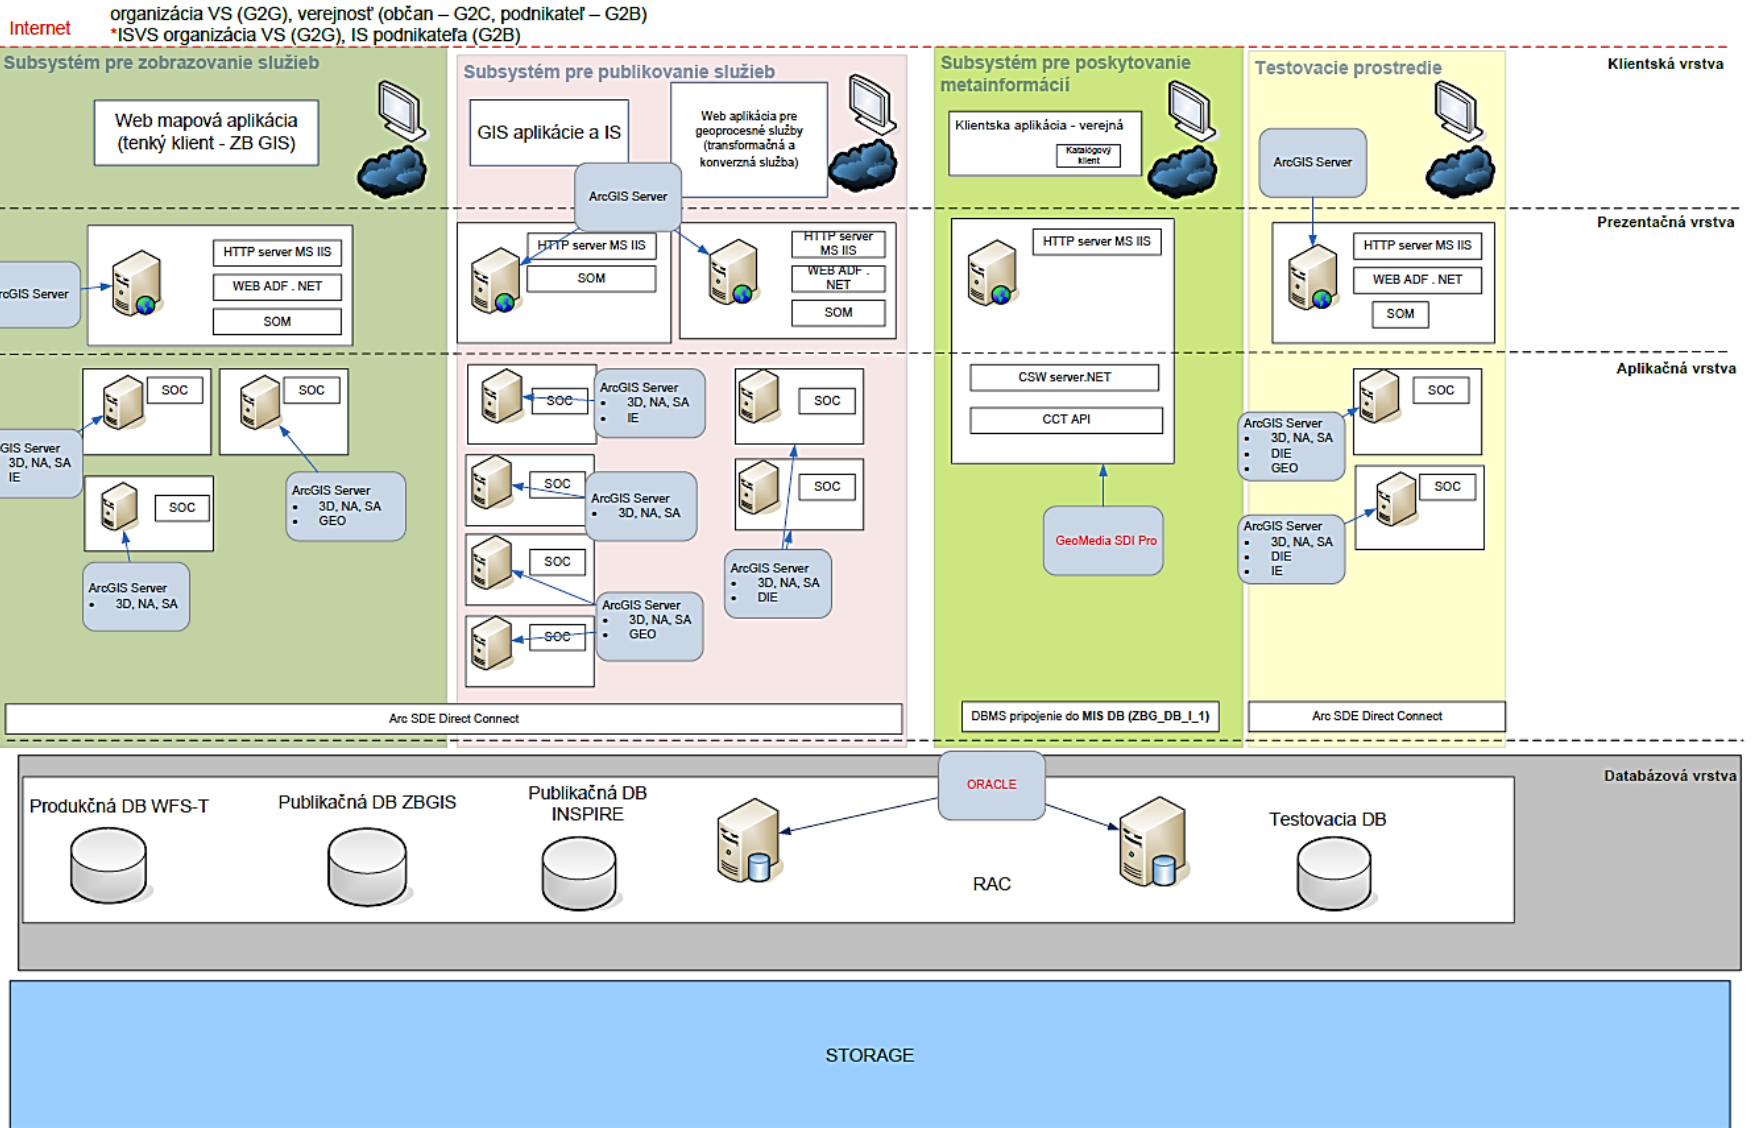 Internet
organizácia VS (G2G), verejnosť (občan – G2C, podnikateľ – G2B)
*ISVS organizácia VS (G2G), IS podnikateľa (G2B)
Klientská vrstva
Subsystém pre zobrazovanie služieb
Web mapová aplikácia
(tenký klient - ZB GIS)
Subsystém pre publikovanie služieb
GIS aplikácie a IS
Web aplikácia pre
geoprocesné služby
(transformačná a
konverzná služba)
ArcGIS Server
Subsystém pre poskytovanie
metainformácií
Klientska aplikácia - verejná
Katalógový
klient
Testovacie prostredie
ArcGIS Server
Prezentačná vrstva
rcGIS Server
HTTP server MS IIS
WEB ADF . NET
SOM
HTTP server MS IIS
SOM
HTTP server
MS IIS
WEB ADF .
NET
SOM
HTTP server MS IIS
HTTP server MS IIS
WEB ADF . NET
SOM
Aplikačná vrstva
SOC
SOC
GIS Server
3D, NA, SA
IE
SOC
ArcGIS Server
• 3D, NA, SA
• GEO
ArcGIS Server
• 3D, NA, SA
SOC
ArcGIS Server
• 3D, NA, SA
• IE
SOC
SOC
ArcGIS Server
• 3D, NA, SA
SOC
SOC
ArcGIS Server
• 3D, NA, SA
• DIE
SOC
ArcGIS Server
• 3D, NA, SA
• GEO
CSW server.NET
CCT API
GeoMedia SDI Pro
SOC
ArcGIS Server
• 3D, NA, SA
• DIE
• GEO
SOC
ArcGIS Server
• 3D, NA, SA
• DIE
• IE
Arc SDE Direct Connect
DBMS pripojenie do MIS DB (ZBG_DB_I_1)
Arc SDE Direct Connect
Databázová vrstva
Produkčná DB WFS-T
Publikačná DB ZBGIS
Publikačná DB
INSPIRE
ORACLE
RAC
Testovacia DB
STORAGE